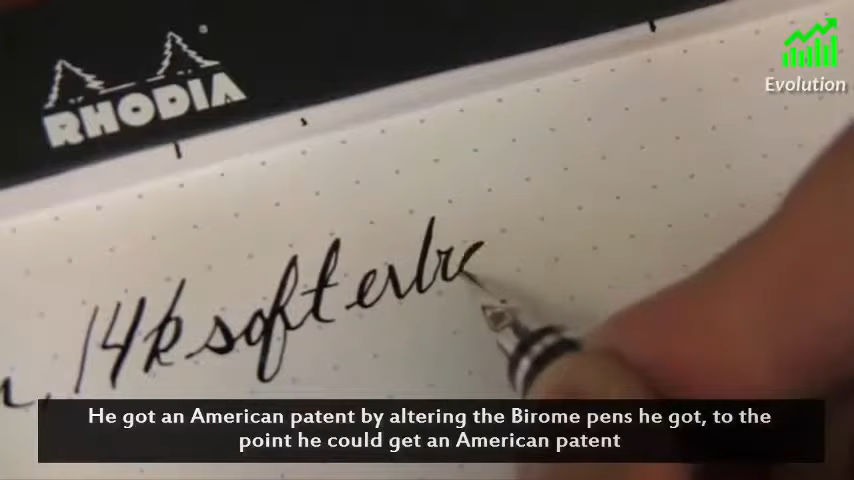 RHODIA
Evolution
14k soft
He got an American patent by altering the Birome pens he got, to the
point he could get an American patent